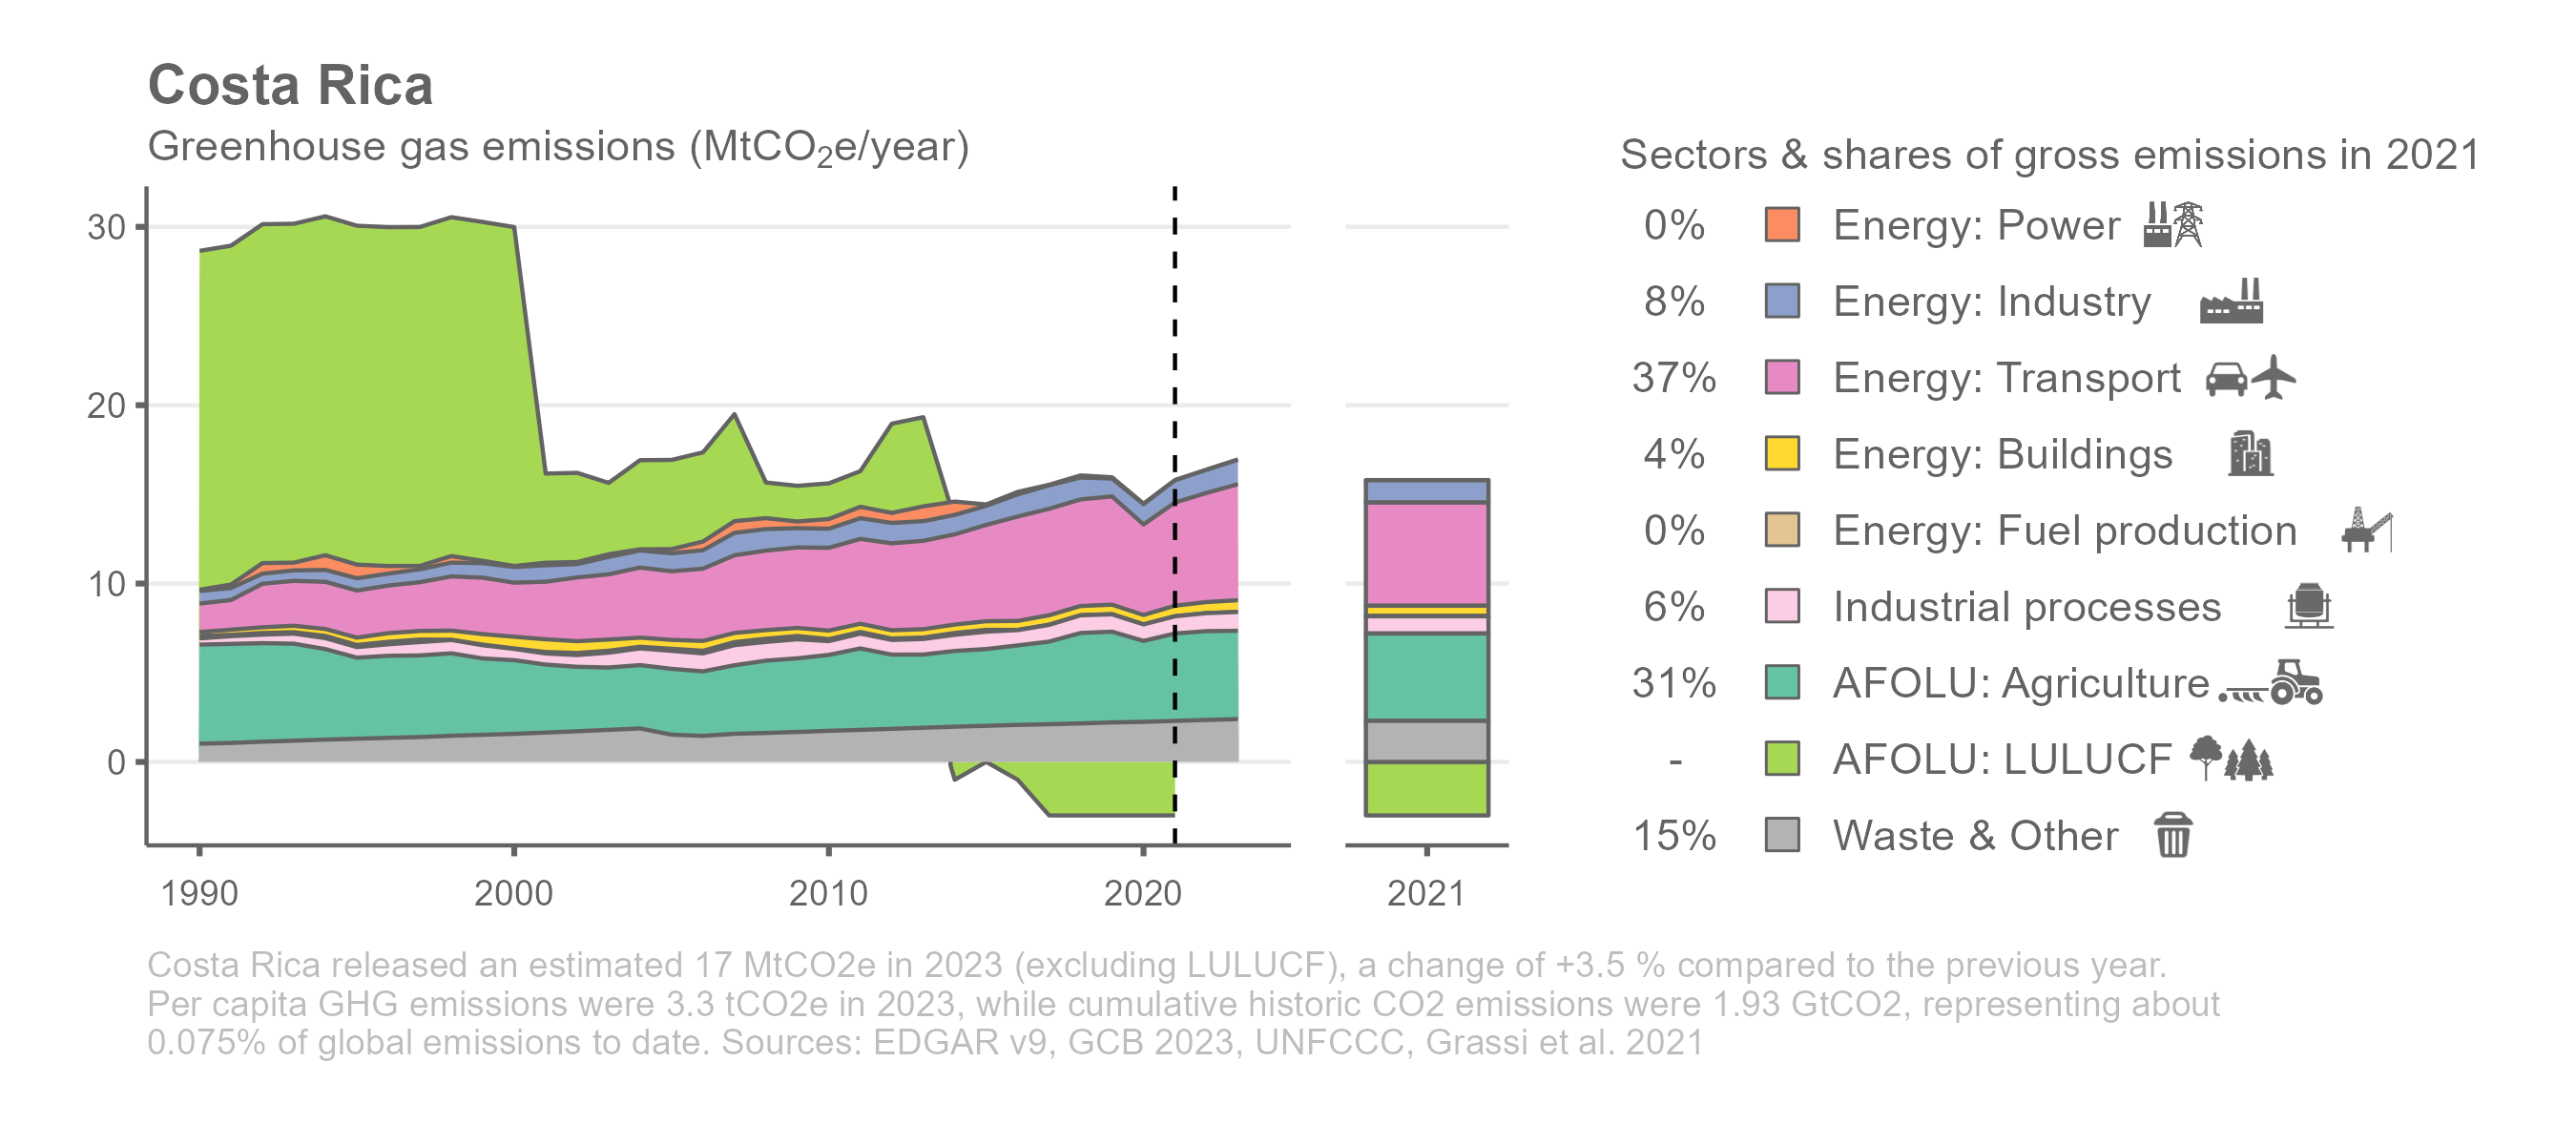 Costa Rica
Greenhouse gas emissions (MtCO₂e/year)
30
20
10
0
1990 2000 2010 2020 2021
Sectors & shares of gross emissions in 2021
0% Energy: Power
8% Energy: Industry
37% Energy: Transport
4% Energy: Buildings
0% Energy: Fuel production
6% Industrial processes
31% AFOLU: Agriculture
- AFOLU: LULUCF
15% Waste & Other
Costa Rica released an estimated 17 MtCO2e in 2023 (excluding LULUCF), a change of +3.5 % compared to the previous year.
Per capita GHG emissions were 3.3 tCO2e in 2023, while cumulative historic CO2 emissions were 1.93 GtCO2, representing about
0.075% of global emissions to date. Sources: EDGAR v9, GCB 2023, UNFCCC, Grassi et al. 2021